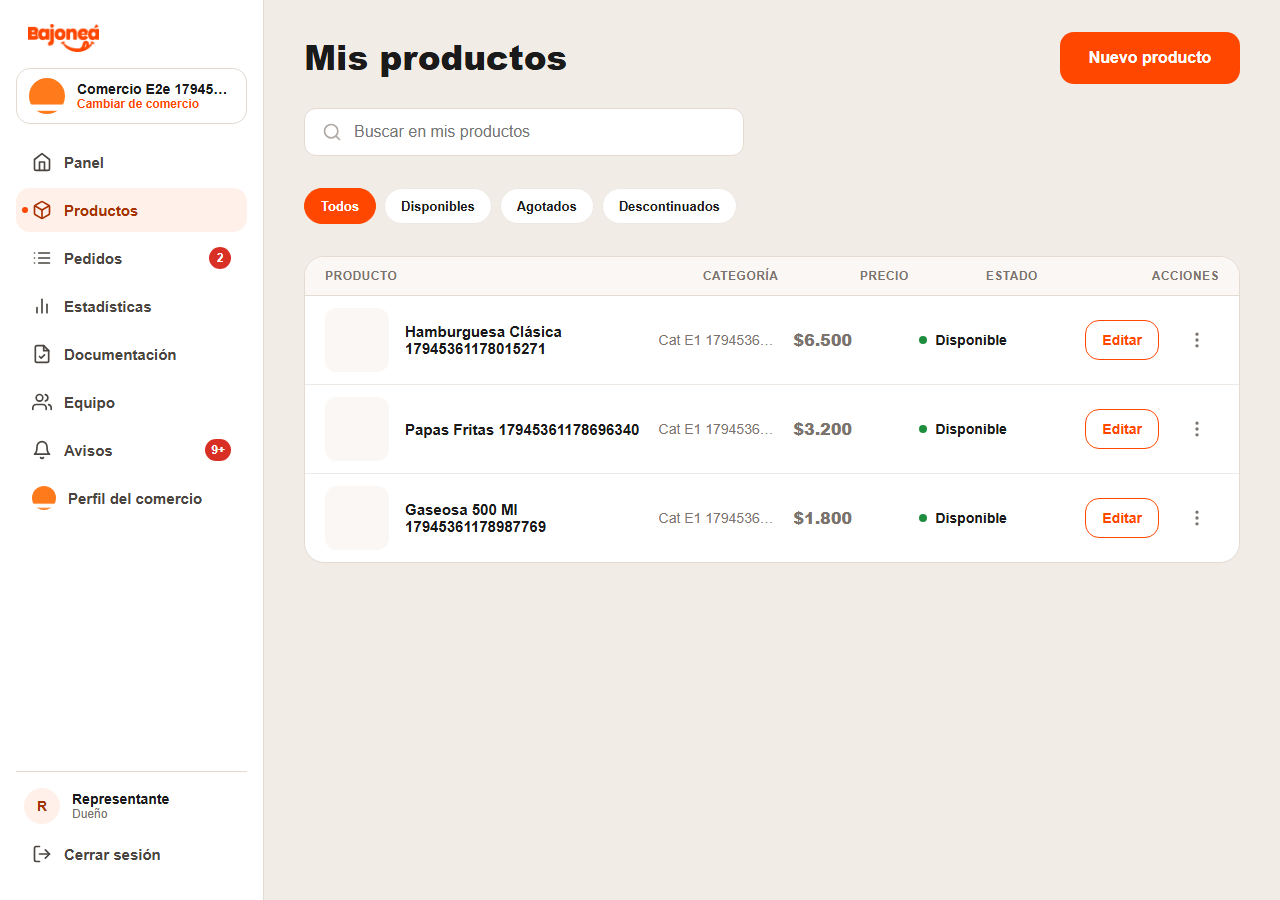 Bajoneá
Comercio E2e 17945…
Cambiar de comercio
Panel
Productos
Pedidos 2
Estadísticas
Documentación
Equipo
Avisos 9+
Perfil del comercio
R
Representante
Dueño
Cerrar sesión
Mis productos
Nuevo producto
Buscar en mis productos
Todos Disponibles Agotados Descontinuados
PRODUCTO CATEGORÍA PRECIO ESTADO ACCIONES
Hamburguesa Clásica
17945361178015271
Cat E1 1794536… $6.500 Disponible Editar
Papas Fritas 17945361178696340 Cat E1 1794536… $3.200 Disponible Editar
Gaseosa 500 Ml
17945361178987769
Cat E1 1794536… $1.800 Disponible Editar